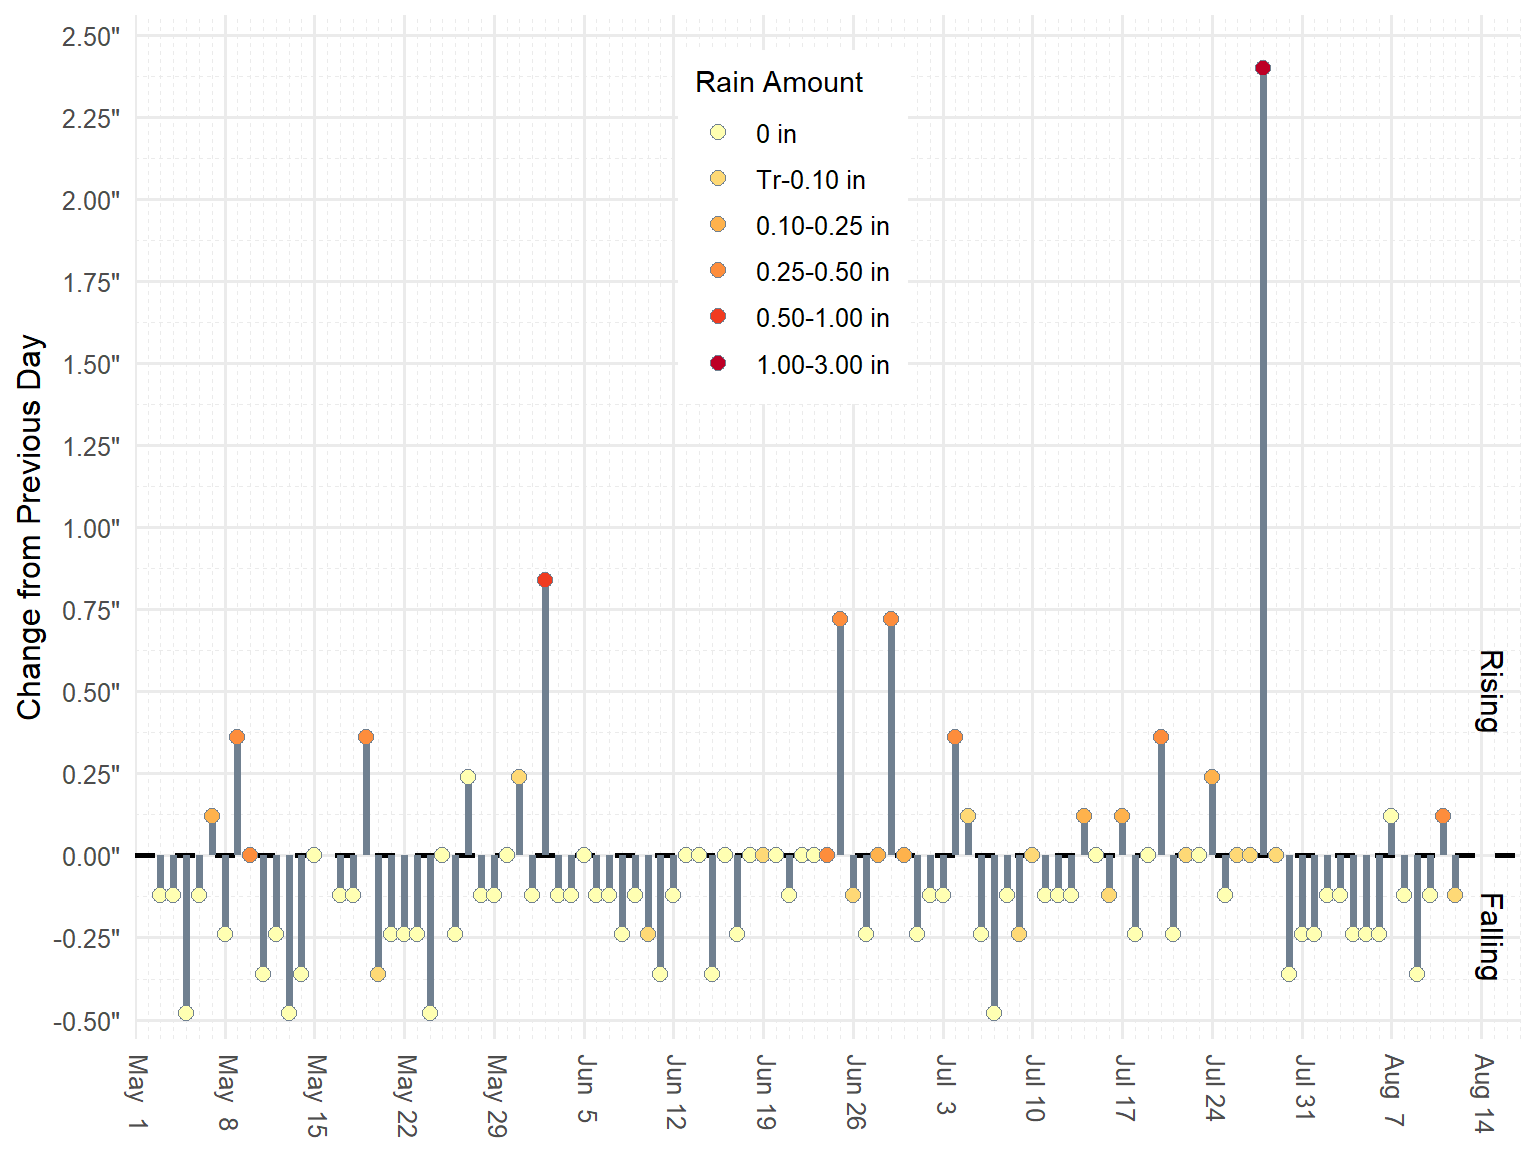 Change from Previous Day
2.50"
2.25"
2.00"
1.75"
1.50"
1.25"
1.00"
0.75"
0.50"
0.25"
0.00"
-0.25"
-0.50"
Rain Amount
0 in
Tr-0.10 in
0.10-0.25 in
0.25-0.50 in
0.50-1.00 in
1.00-3.00 in
Rising
Falling
May 1
May 8
May 15
May 22
May 29
Jun 5
Jun 12
Jun 19
Jun 26
Jul 3
Jul 10
Jul 17
Jul 24
Jul 31
Aug 7
Aug 14